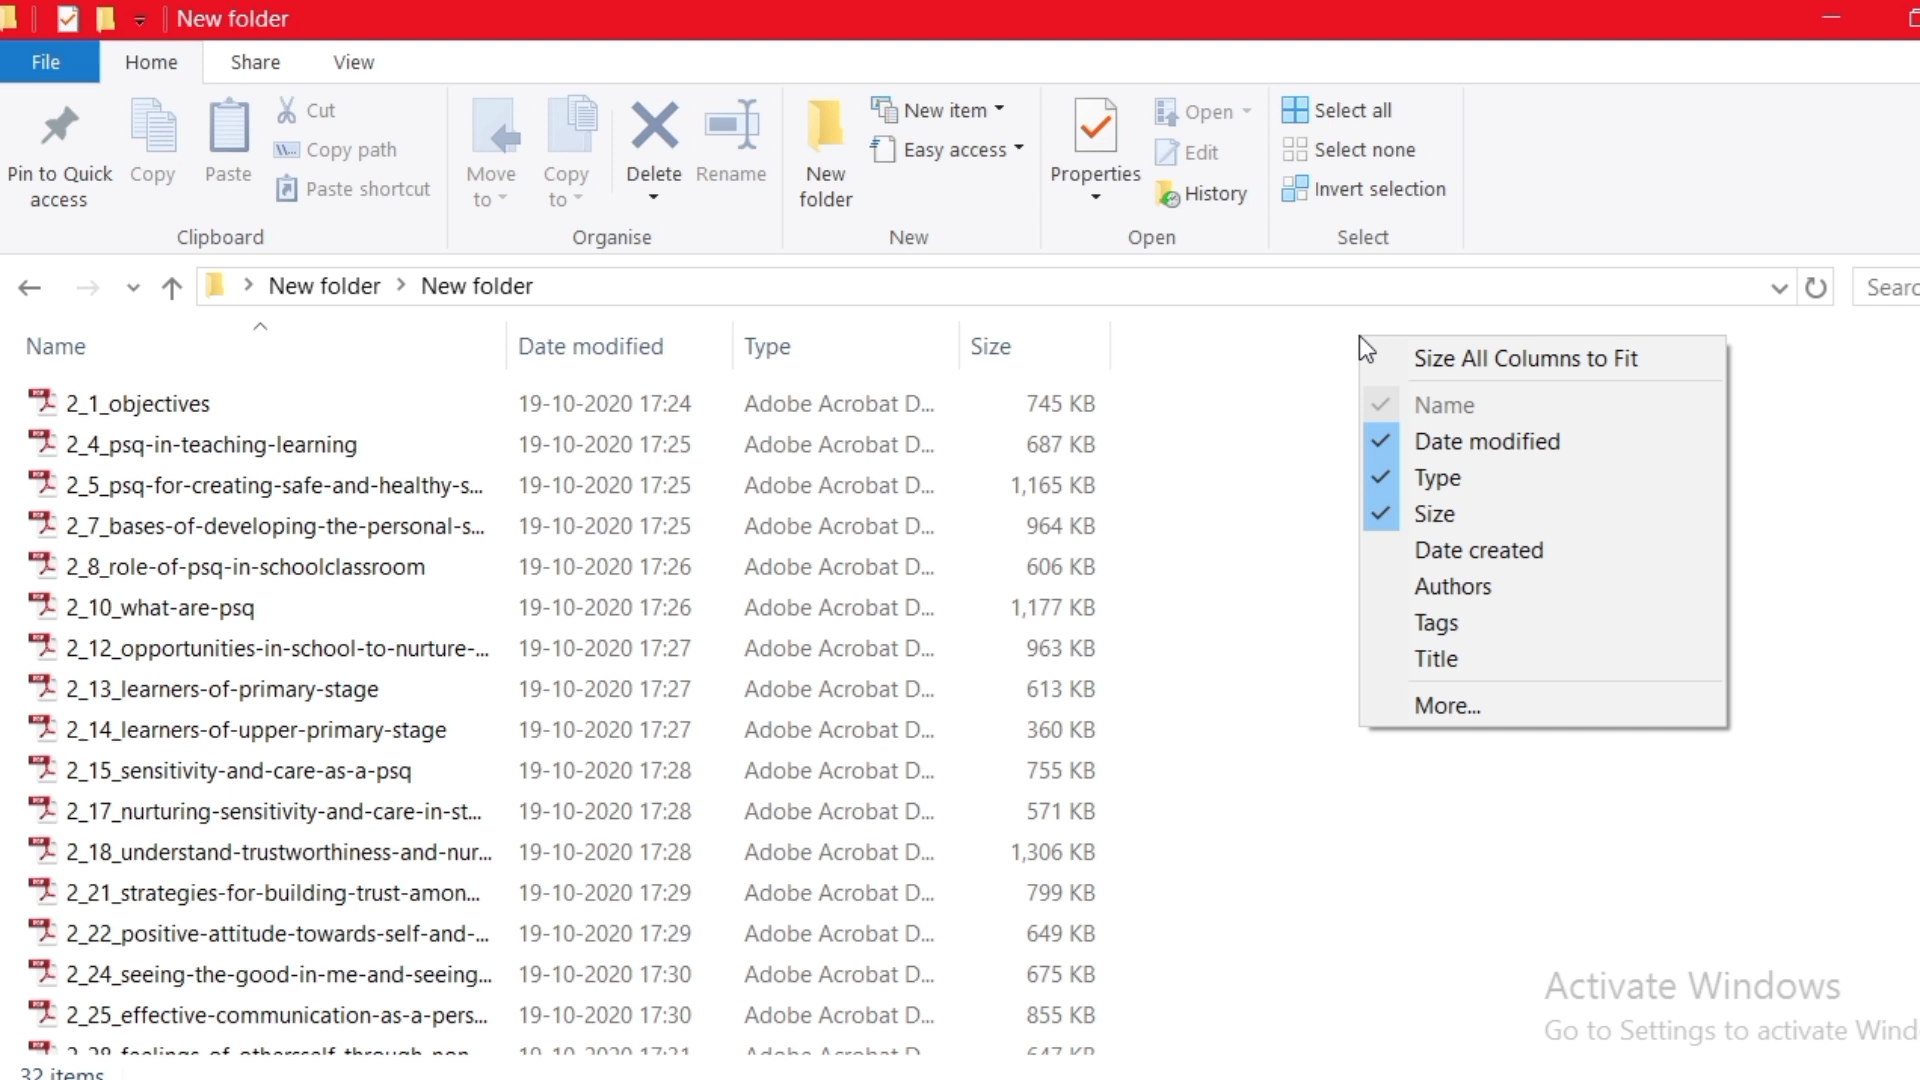 New folder
File Home Share View
Pin to Quick access
Copy
Paste
Cut
Copy path
Paste shortcut
Clipboard
Move to
Copy to
Delete
Rename
Organise
New folder
New item
Easy access
New
Properties
Open
Edit
History
Open
Select all
Select none
Invert selection
Select
New folder > New folder
Name Date modified Type Size
2_1_objectives 19-10-2020 17:24 Adobe Acrobat D... 745 KB
2_4_psq-in-teaching-learning 19-10-2020 17:25 Adobe Acrobat D... 687 KB
2_5_psq-for-creating-safe-and-healthy-s... 19-10-2020 17:25 Adobe Acrobat D... 1,165 KB
2_7_bases-of-developing-the-personal-s... 19-10-2020 17:25 Adobe Acrobat D... 964 KB
2_8_role-of-psq-in-schoolclassroom 19-10-2020 17:26 Adobe Acrobat D... 606 KB
2_10_what-are-psq 19-10-2020 17:26 Adobe Acrobat D... 1,177 KB
2_12_opportunities-in-school-to-nurture-... 19-10-2020 17:27 Adobe Acrobat D... 963 KB
2_13_learners-of-primary-stage 19-10-2020 17:27 Adobe Acrobat D... 613 KB
2_14_learners-of-upper-primary-stage 19-10-2020 17:27 Adobe Acrobat D... 360 KB
2_15_sensitivity-and-care-as-a-psq 19-10-2020 17:28 Adobe Acrobat D... 755 KB
2_17_nurturing-sensitivity-and-care-in-st... 19-10-2020 17:28 Adobe Acrobat D... 571 KB
2_18_understand-trustworthiness-and-nur... 19-10-2020 17:28 Adobe Acrobat D... 1,306 KB
2_21_strategies-for-building-trust-amon... 19-10-2020 17:29 Adobe Acrobat D... 799 KB
2_22_positive-attitude-towards-self-and-... 19-10-2020 17:29 Adobe Acrobat D... 649 KB
2_24_seeing-the-good-in-me-and-seeing... 19-10-2020 17:30 Adobe Acrobat D... 675 KB
2_25_effective-communication-as-a-pers... 19-10-2020 17:30 Adobe Acrobat D... 855 KB
32 items
Size All Columns to Fit
Name
Date modified
Type
Size
Date created
Authors
Tags
Title
More...
Activate Windows
Go to Settings to activate Wind